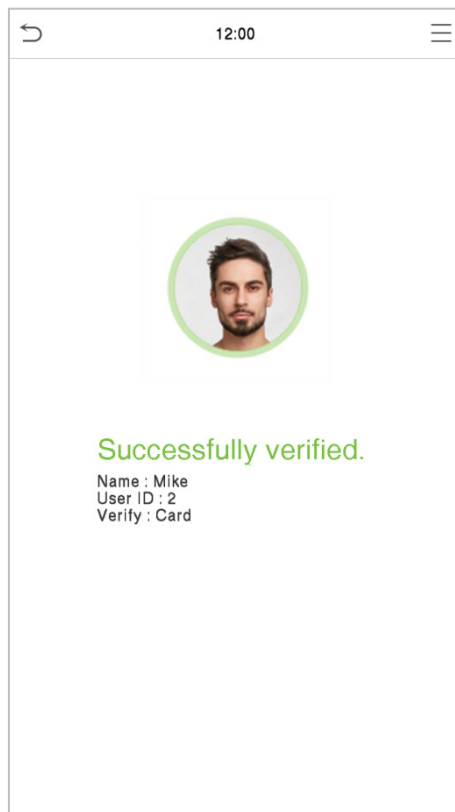 12:00
Successfully verified.
Name : Mike
User ID : 2
Verify : Card